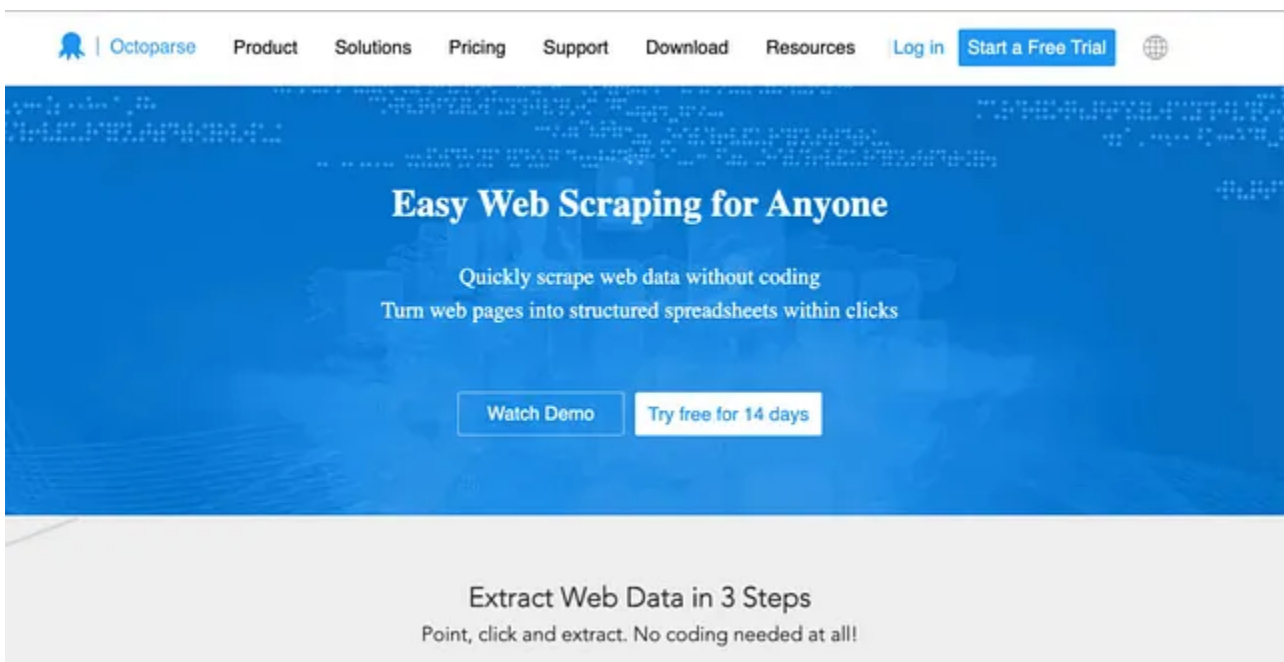 Octoparse Product Solutions Pricing Support Download Resources Log in Start a Free Trial
Easy Web Scraping for Anyone
Quickly scrape web data without coding
Turn web pages into structured spreadsheets within clicks
Watch Demo Try free for 14 days
Extract Web Data in 3 Steps
Point, click and extract. No coding needed at all!